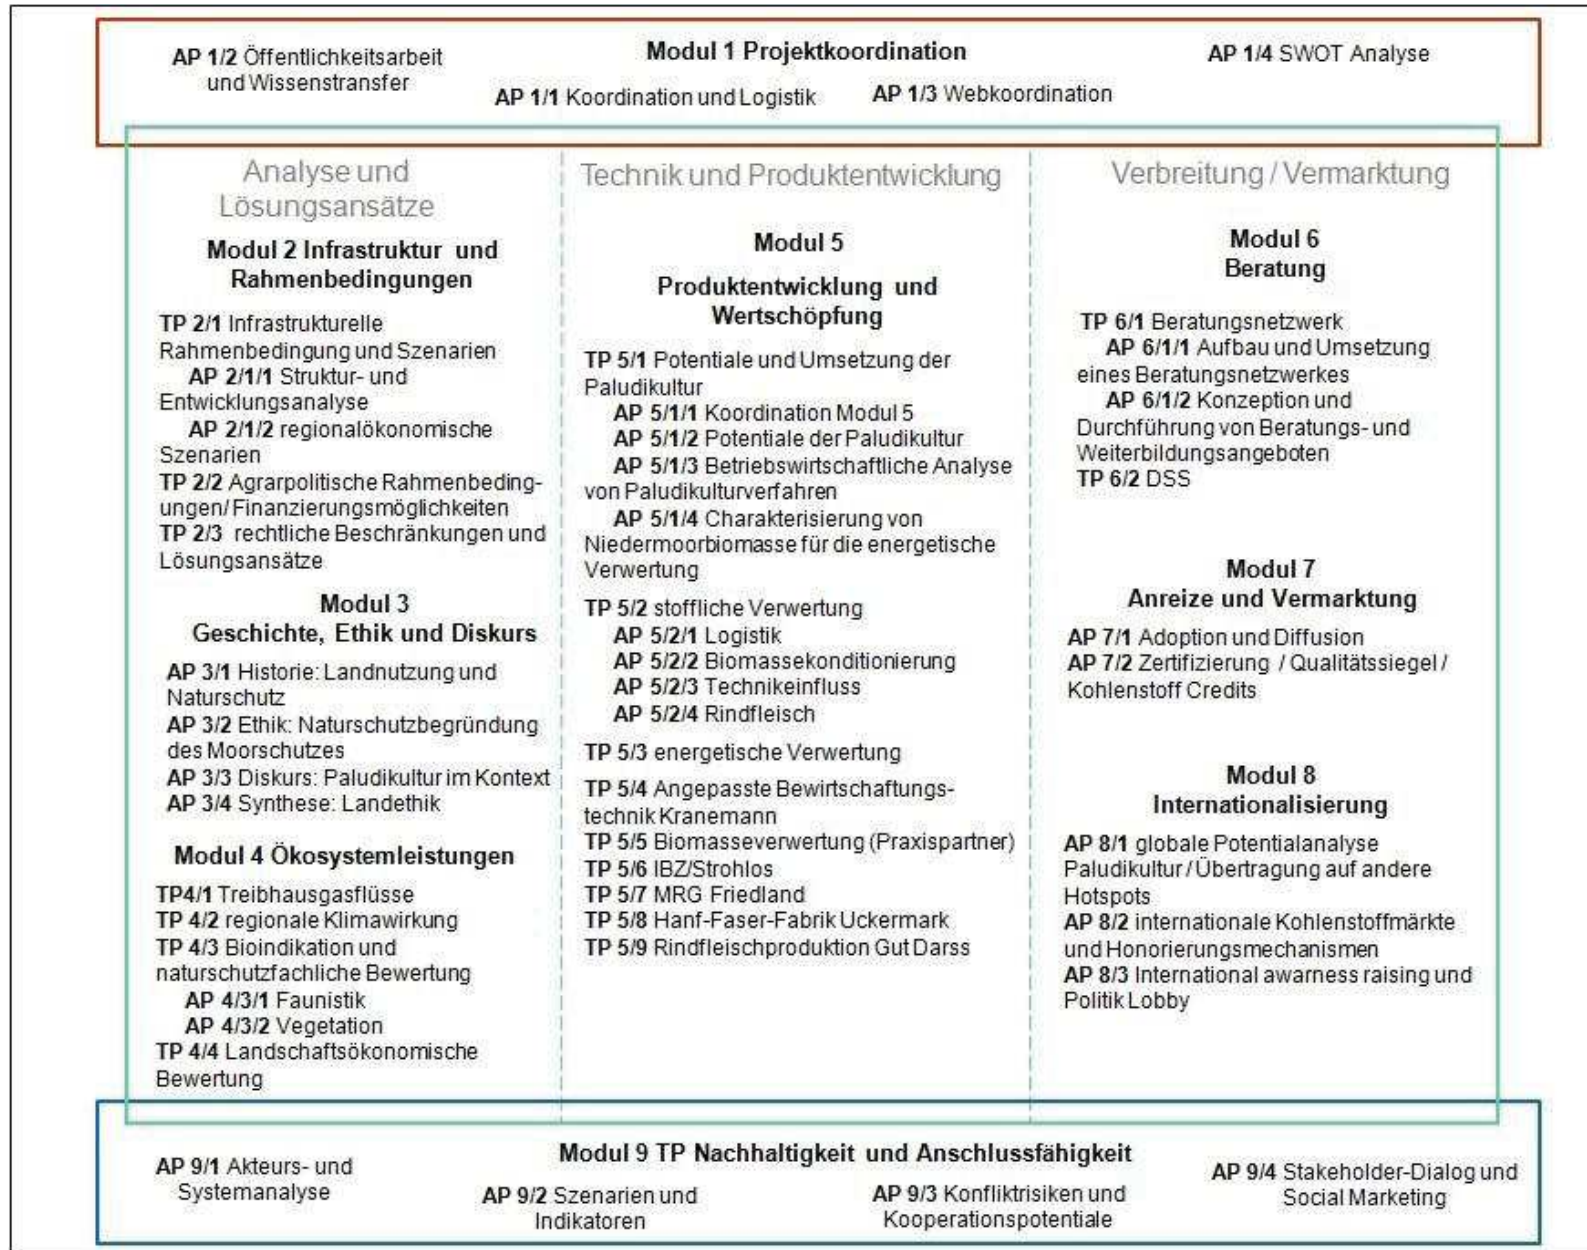 AP 1/2 Öffentlichkeitsarbeit
und Wissenstransfer
Modul 1 Projektkoordination
AP 1/4 SWOT Analyse
AP 1/1 Koordination und Logistik
AP 1/3 Webkoordination
Analyse und
Lösungsansätze
Modul 2 Infrastruktur und
Rahmenbedingungen
TP 2/1 Infrastrukturelle
Rahmenbedingung und Szenarien
AP 2/1/1 Struktur- und
Entwicklungsanalyse
AP 2/1/2 regionalökonomische
Szenarien
TP 2/2 Agrarpolitische Rahmenbeding-
ungen/ Finanzierungsmöglichkeiten
TP 2/3 rechtliche Beschränkungen und
Lösungsansätze
Modul 3
Geschichte, Ethik und Diskurs
AP 3/1 Historie: Landnutzung und
Naturschutz
AP 3/2 Ethik: Naturschutzbegründung
des Moorschutzes
AP 3/3 Diskurs: Paludikultur im Kontext
AP 3/4 Synthese: Landethik
Modul 4 Ökosystemleistungen
TP4/1 Treibhausgasflüsse
TP 4/2 regionale Klimawirkung
TP 4/3 Bioindikation und
naturschutzfachliche Bewertung
AP 4/3/1 Faunistik
AP 4/3/2 Vegetation
TP 4/4 Landschaftsökonomische
Bewertung
Technik und Produktentwicklung
Modul 5
Produktentwicklung und
Wertschöpfung
TP 5/1 Potentiale und Umsetzung der
Paludikultur
AP 5/1/1 Koordination Modul 5
AP 5/1/2 Potentiale der Paludikultur
AP 5/1/3 Betriebswirtschaftliche Analyse
von Paludikulturverfahren
AP 5/1/4 Charakterisierung von
Niedermoorbiomasse für die energetische
Verwertung
TP 5/2 stoffliche Verwertung
AP 5/2/1 Logistik
AP 5/2/2 Biomassekonditionierung
AP 5/2/3 Technikeinfluss
AP 5/2/4 Rindfleisch
TP 5/3 energetische Verwertung
TP 5/4 Angepasste Bewirtschaftungs-
technik Kranemann
TP 5/5 Biomasseverwertung (Praxispartner)
TP 5/6 IBZ/Strohlos
TP 5/7 MRG Friedland
TP 5/8 Hanf-Faser-Fabrik Uckermark
TP 5/9 Rindfleischproduktion Gut Darss
Verbreitung / Vermarktung
Modul 6
Beratung
TP 6/1 Beratungsnetzwerk
AP 6/1/1 Aufbau und Umsetzung
eines Beratungsnetzwerkes
AP 6/1/2 Konzeption und
Durchführung von Beratungs- und
Weiterbildungsangeboten
TP 6/2 DSS
Modul 7
Anreize und Vermarktung
AP 7/1 Adoption und Diffusion
AP 7/2 Zertifizierung / Qualitätssiegel /
Kohlenstoff Credits
Modul 8
Internationalisierung
AP 8/1 globale Potentialanalyse
Paludikultur / Übertragung auf andere
Hotspots
AP 8/2 internationale Kohlenstoffmärkte
und Honorierungsmechanismen
AP 8/3 International awarness raising und
Politik Lobby
Modul 9 TP Nachhaltigkeit und Anschlussfähigkeit
AP 9/1 Akteurs- und
Systemanalyse
AP 9/2 Szenarien und
Indikatoren
AP 9/3 Konfliktrisiken und
Kooperationspotentiale
AP 9/4 Stakeholder-Dialog und
Social Marketing